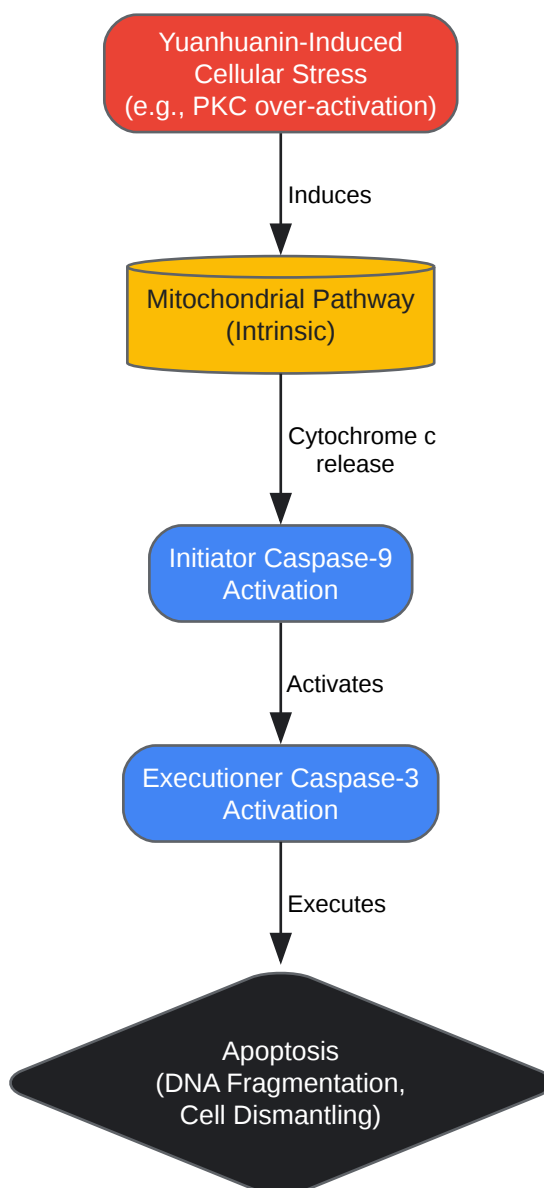 Yuanhuanin-Induced
Cellular Stress
(e.g., PKC over-activation)
Induces
Mitochondrial Pathway
(Intrinsic)
Cytochrome c
release
Initiator Caspase-9
Activation
Activates
Executioner Caspase-3
Activation
Executes
Apoptosis
(DNA Fragmentation,
Cell Dismantling)